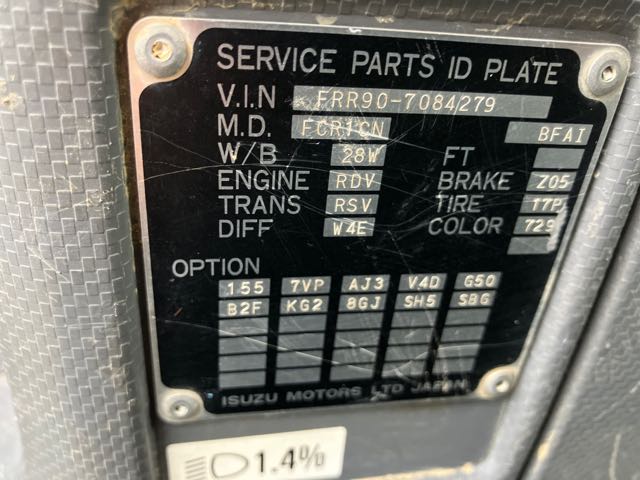 SERVICE PARTS ID PLATE
V.I.N FRR90-7084279
M.D. FCR1CN BFAI
W/B 28W FT
ENGINE RDV BRAKE Z05
TRANS RSV TIRE 17P
DIFF W4E COLOR 729
OPTION
155 7VP AJ3 V4D G50
B2F KG2 8GJ SH5 SBG
ISUZU MOTORS LTD JAPAN
1.4%